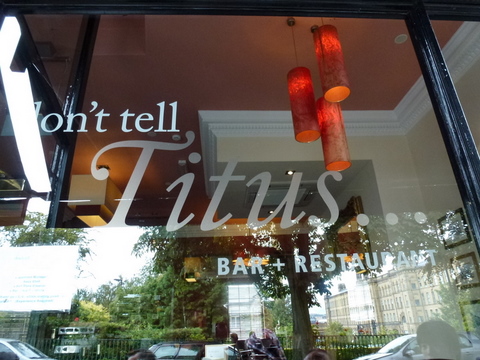 don't tell
Titus...
BAR + RESTAURANT